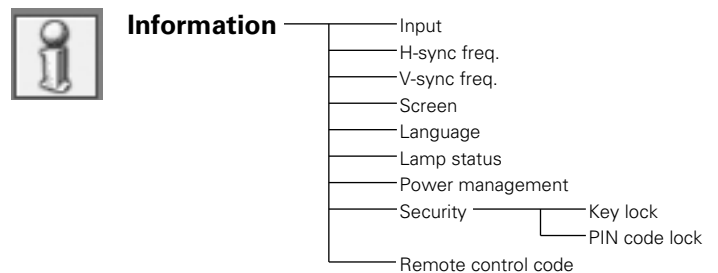 Information
Input
H-sync freq.
V-sync freq.
Screen
Language
Lamp status
Power management
Security
Key lock
PIN code lock
Remote control code